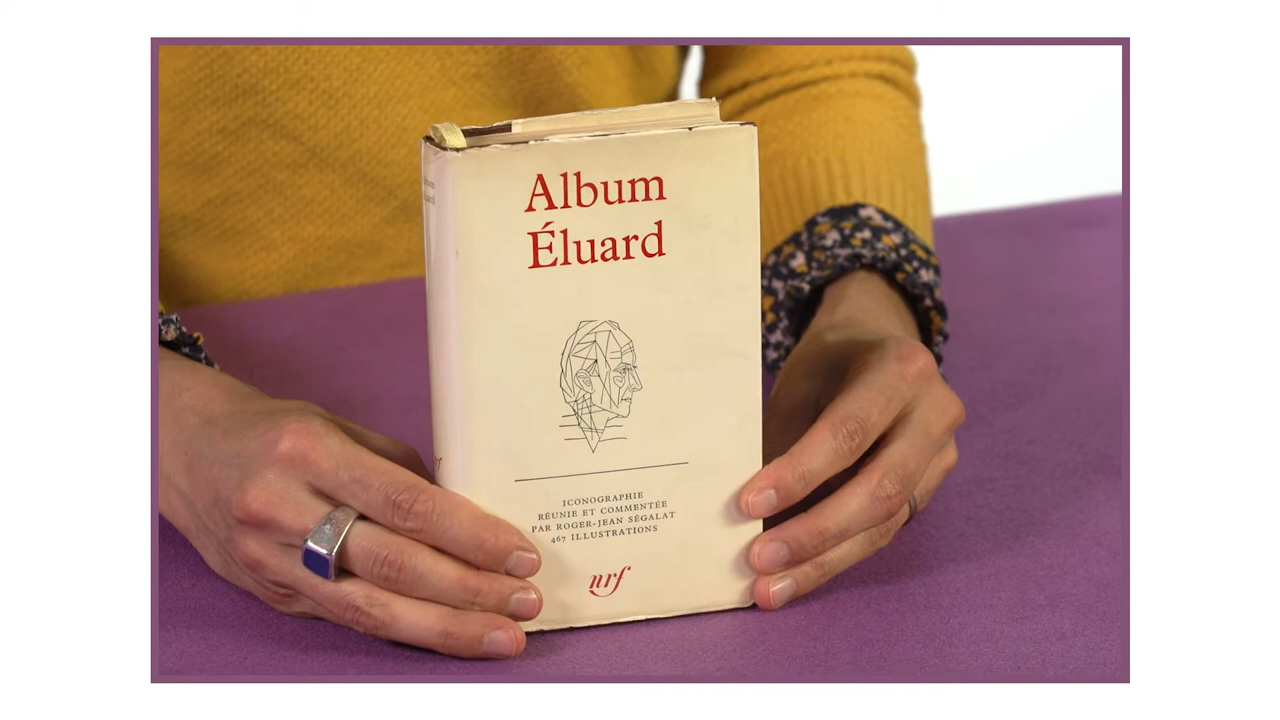 Album
Éluard
ICONOGRAPHIE
RÉUNIE ET COMMENTÉE
PAR ROGER-JEAN SÉGALAT
467 ILLUSTRATIONS
nrf